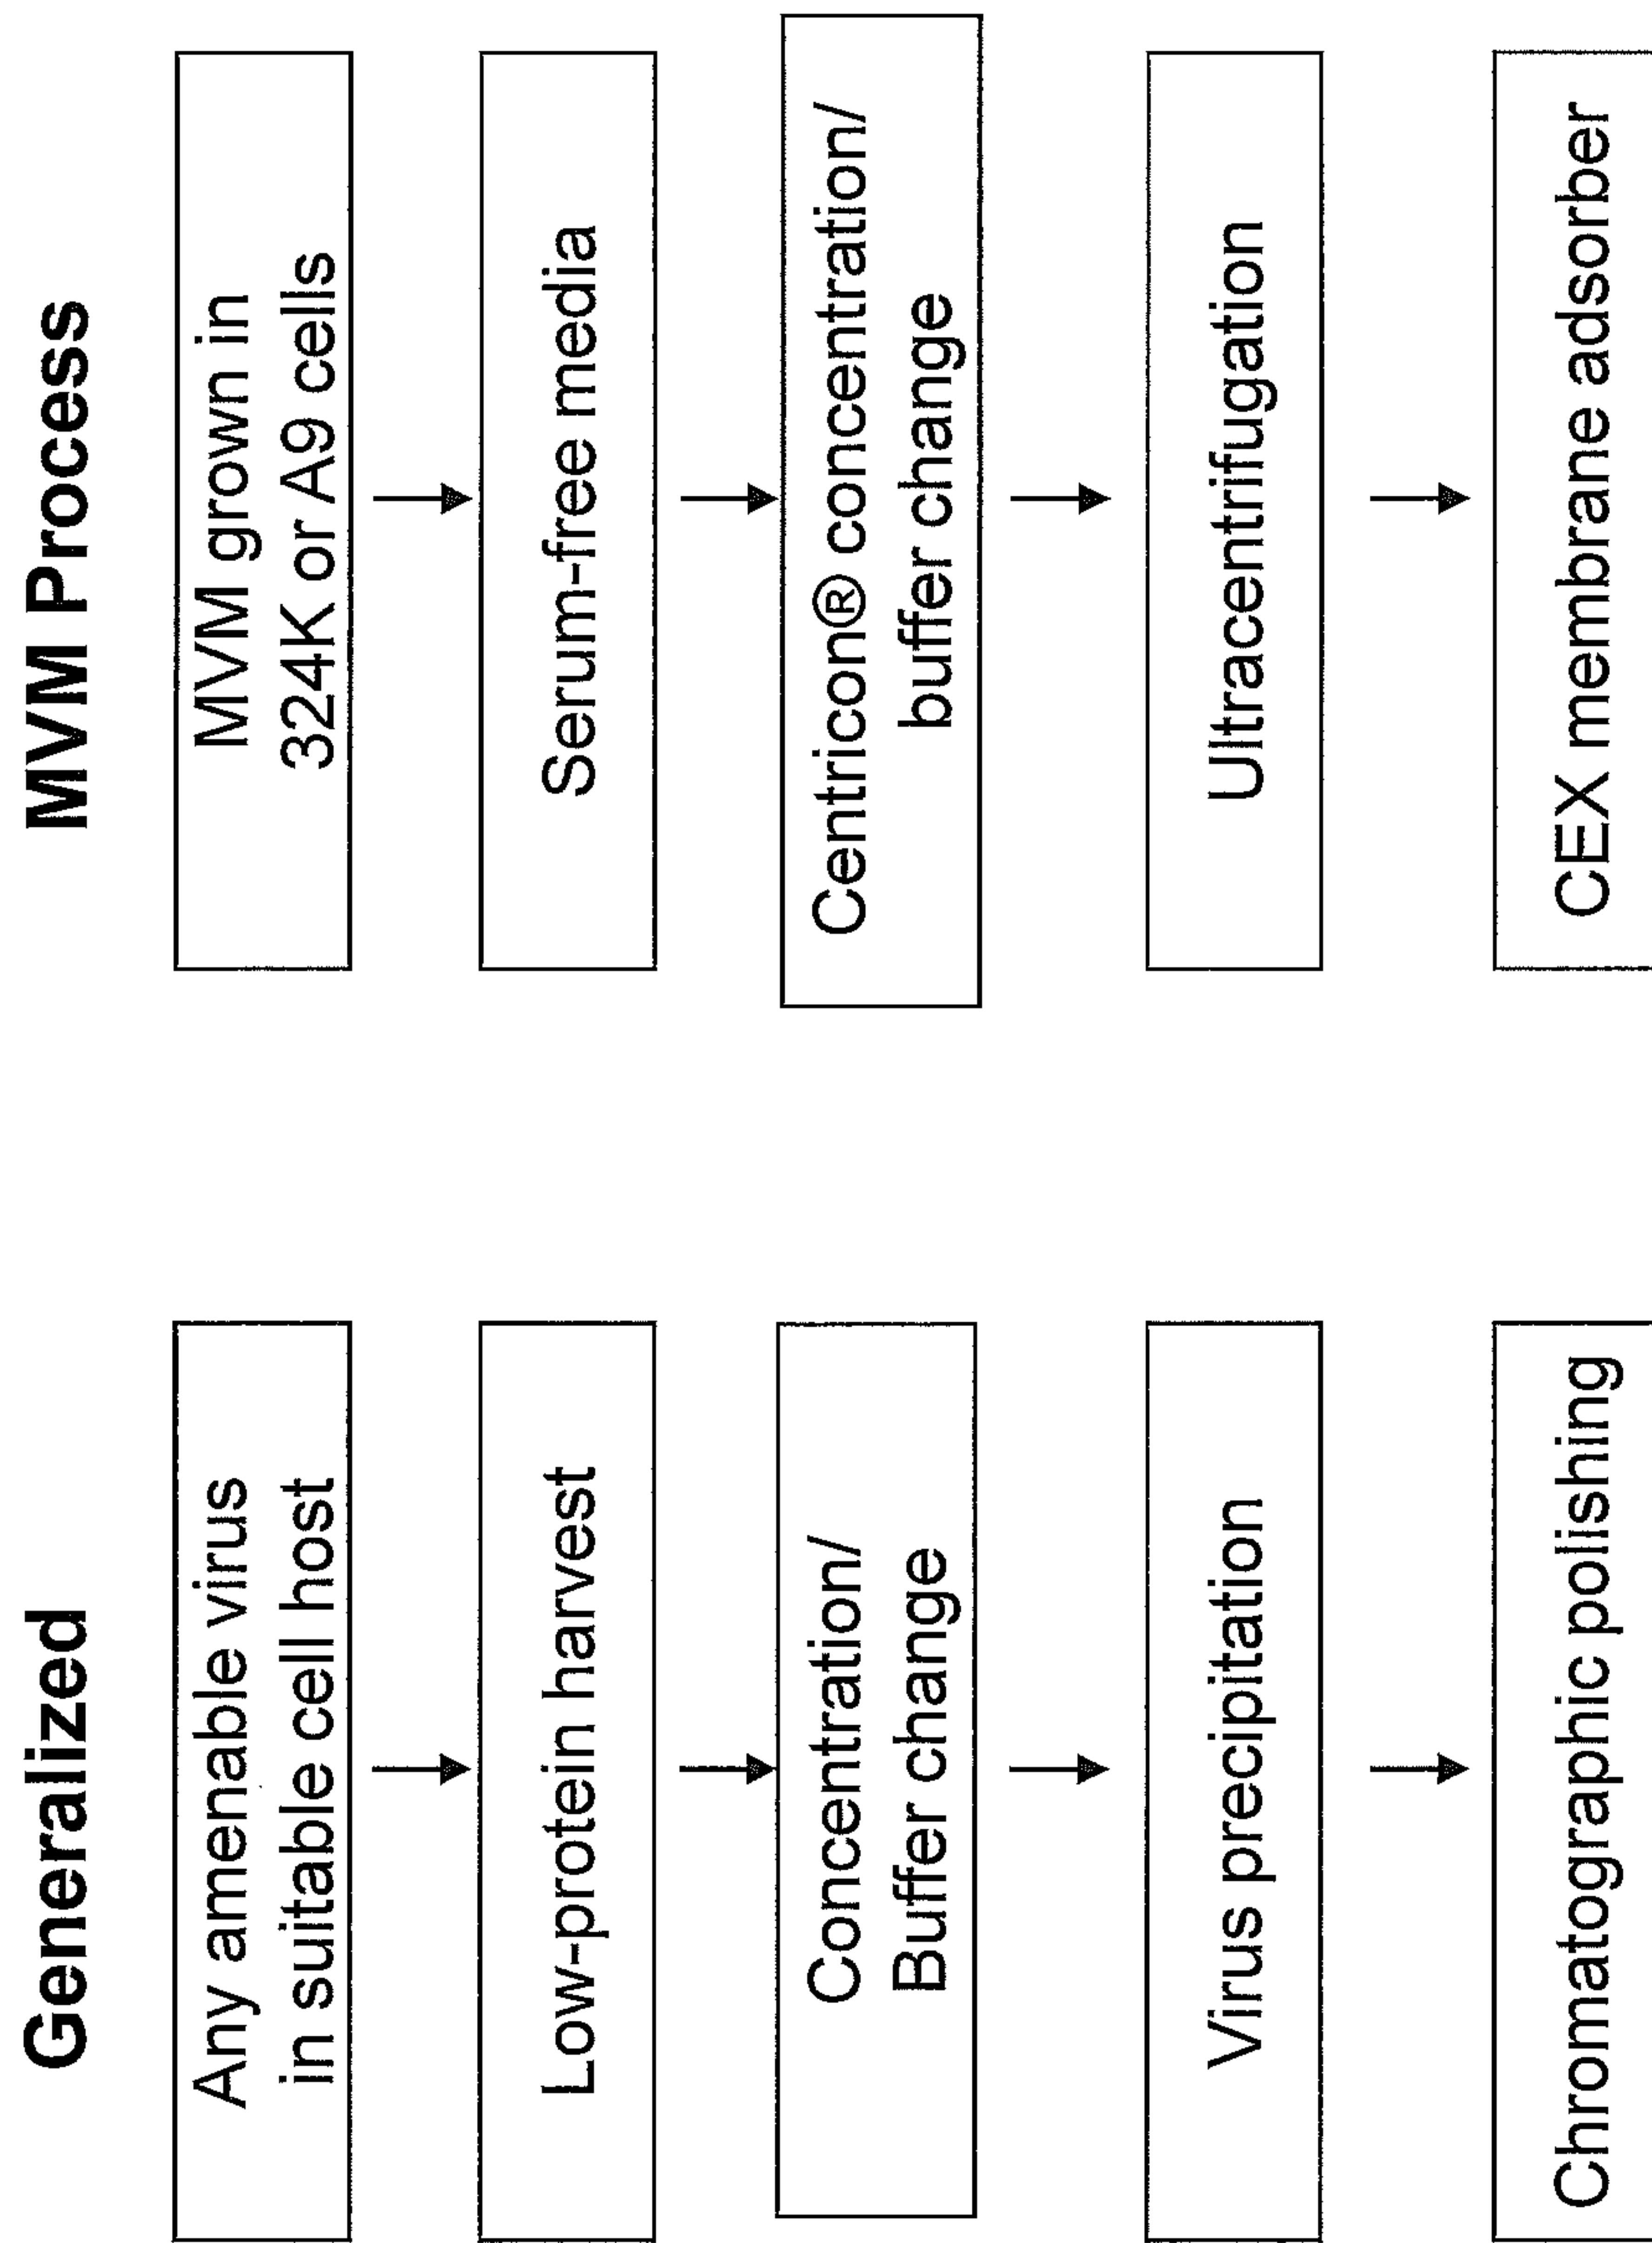 Generalized
Any amenable virus
in suitable cell host
Low-protein harvest
Concentration/
Buffer change
Virus precipitation
Chromatographic polishing
MVM Process
MVM grown in
324K or A9 cells
Serum-free media
Centricon® concentration/
buffer change
Ultracentrifugation
CEX membrane adsorber